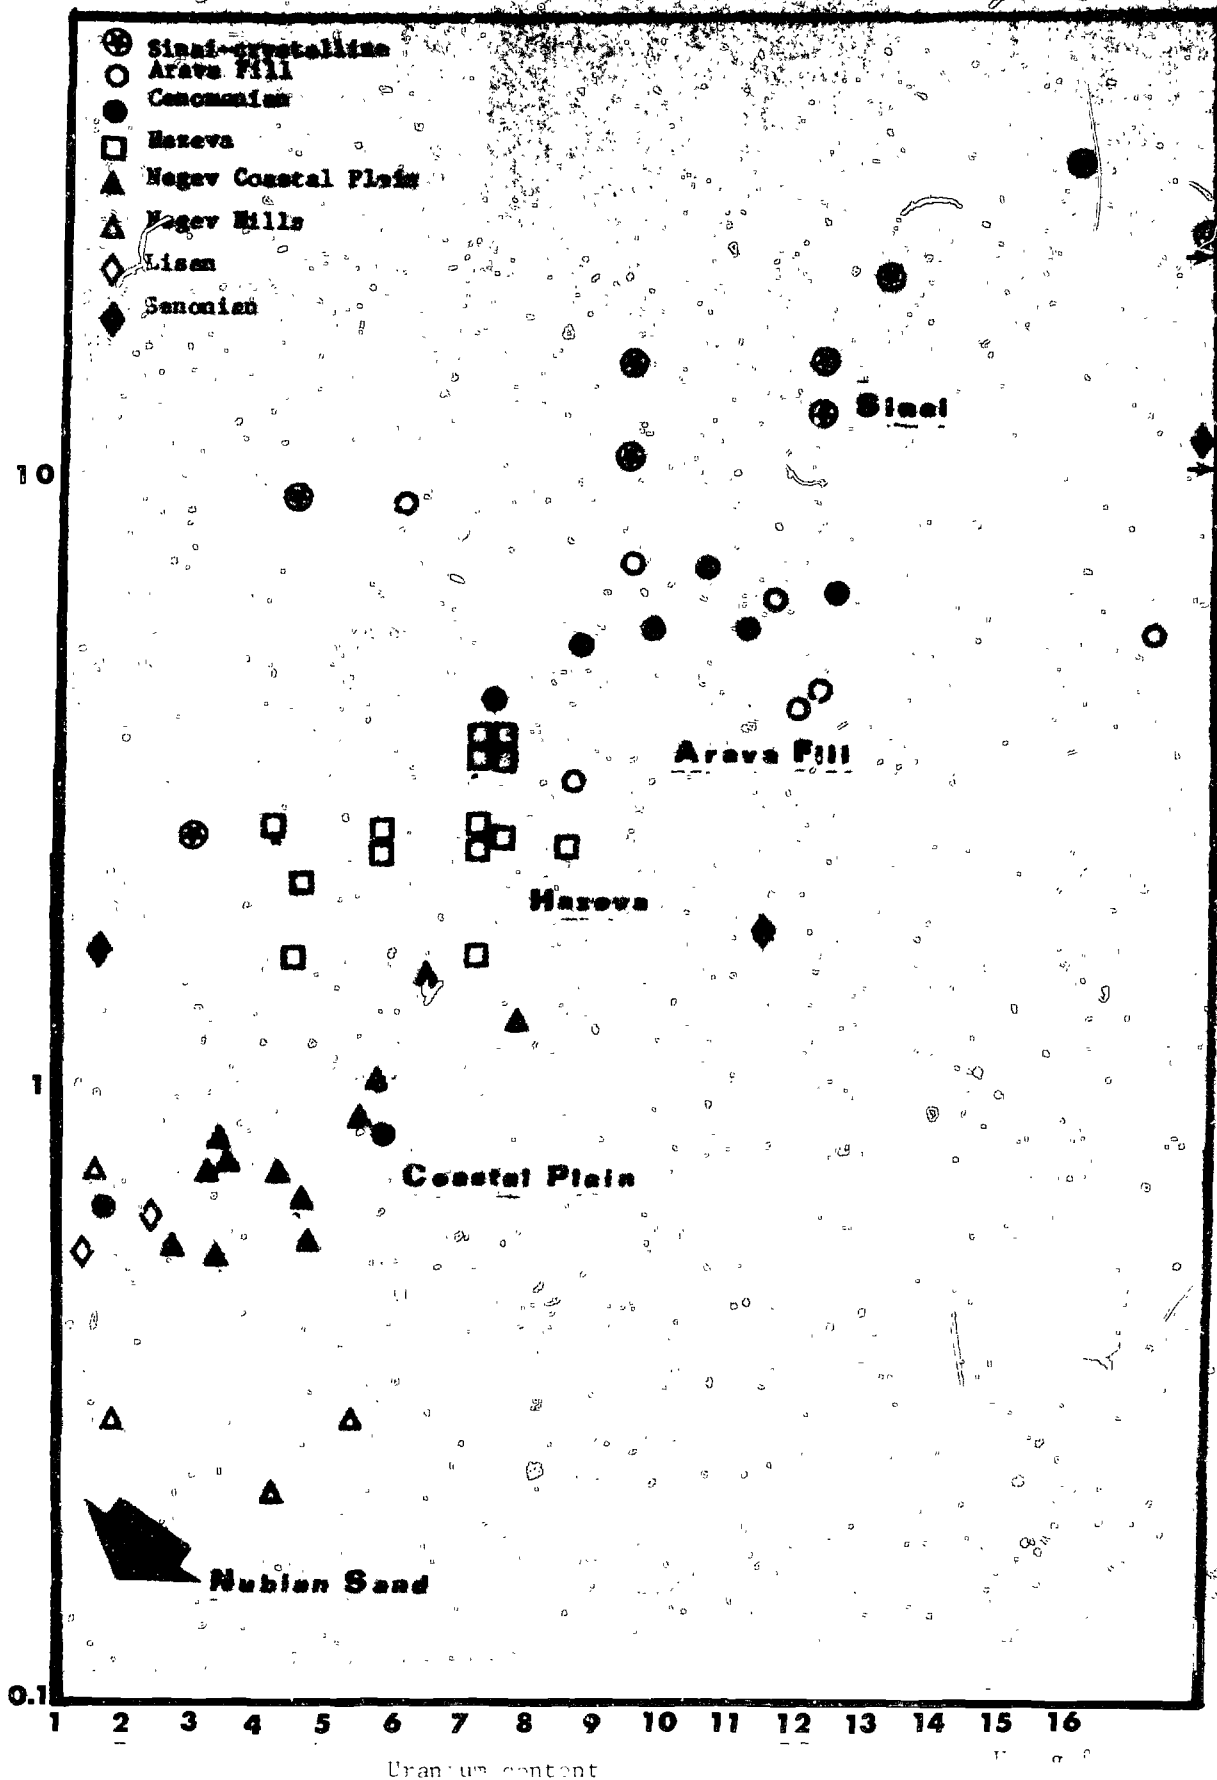 Sinai-crystalline
Arava Fill
Cenomanian
Hazeva
Negev Coastal Plain
Negev Hills
Lisan
Senonian
Sinai
10
Arava Fill
Hazeva
1
Coastal Plain
Nubian Sand
0.1
1 2 3 4 5 6 7 8 9 10 11 12 13 14 15 16
Uranium content